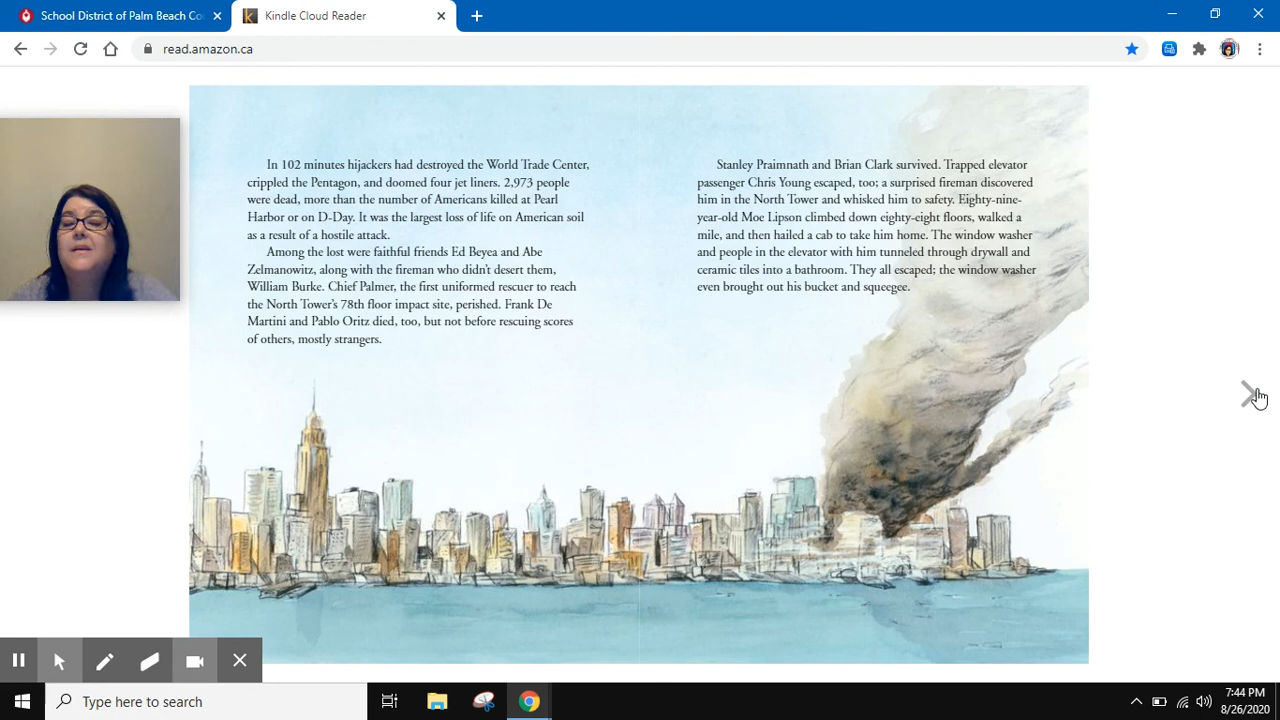 School District of Palm Beach Co
Kindle Cloud Reader
read.amazon.ca
In 102 minutes hijackers had destroyed the World Trade Center,
crippled the Pentagon, and doomed four jet liners. 2,973 people
were dead, more than the number of Americans killed at Pearl
Harbor or on D-Day. It was the largest loss of life on American soil
as a result of a hostile attack.
Among the lost were faithful friends Ed Beyea and Abe
Zelmanowitz, along with the fireman who didn't desert them,
William Burke. Chief Palmer, the first uniformed rescuer to reach
the North Tower's 78th floor impact site, perished. Frank De
Martini and Pablo Oritz died, too, but not before rescuing scores
of others, mostly strangers.
Stanley Praimnath and Brian Clark survived. Trapped elevator
passenger Chris Young escaped, too; a surprised fireman discovered
him in the North Tower and whisked him to safety. Eighty-nine-
year-old Moe Lipson climbed down eighty-eight floors, walked a
mile, and then hailed a cab to take him home. The window washer
and people in the elevator with him tunneled through drywall and
ceramic tiles into a bathroom. They all escaped; the window washer
even brought out his bucket and squeegee.
Type here to search
7:44 PM
8/26/2020